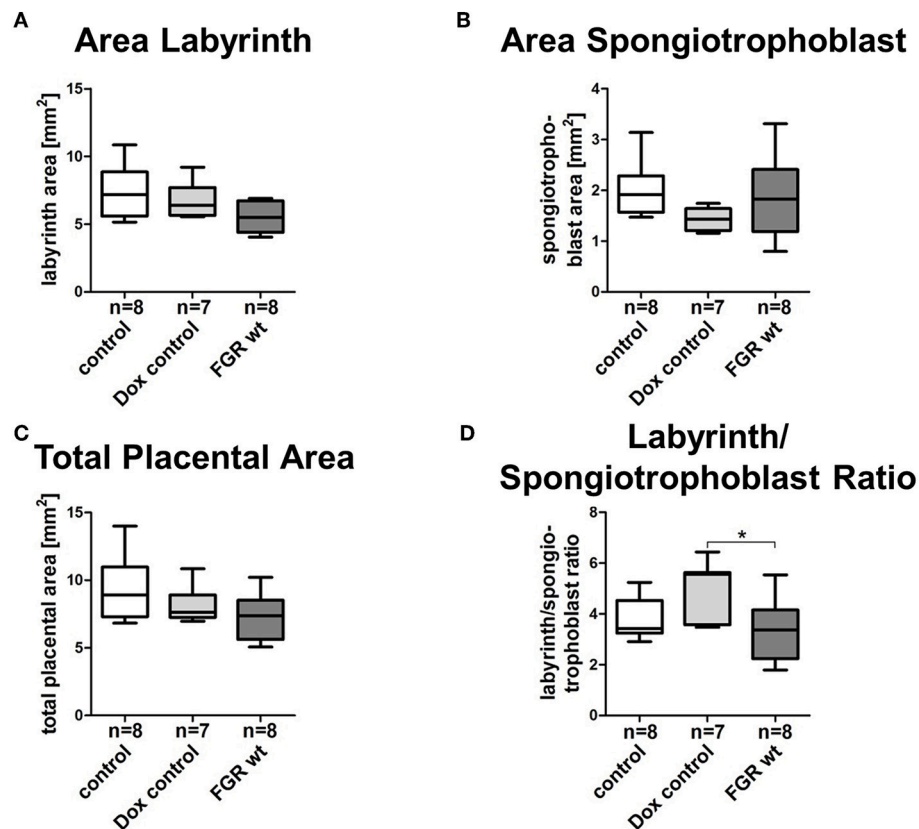 A
Area Labyrinth
labyrinth area [mm²]
15
10
5
0
n=8
n=7
n=8
control
Dox control
FGR wt
B
Area Spongiotrophoblast
spongiotropho-
blast area [mm²]
4
3
2
1
0
n=8
n=7
n=8
control
Dox control
FGR wt
C
Total Placental Area
total placental area [mm²]
15
10
5
0
n=8
n=7
n=8
control
Dox control
FGR wt
D
Labyrinth/
Spongiotrophoblast Ratio
labyrinth/spongio-
trophoblast ratio
8
6
4
2
0
*
n=8
n=7
n=8
control
Dox control
FGR wt